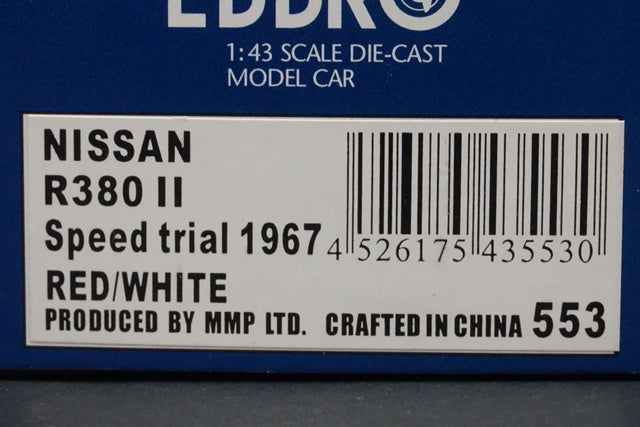 EBBRO
1:43 SCALE DIE-CAST
MODEL CAR
NISSAN
R380 II
Speed trial 1967
4 526175 435530
RED/WHITE
PRODUCED BY MMP LTD. CRAFTED IN CHINA 553